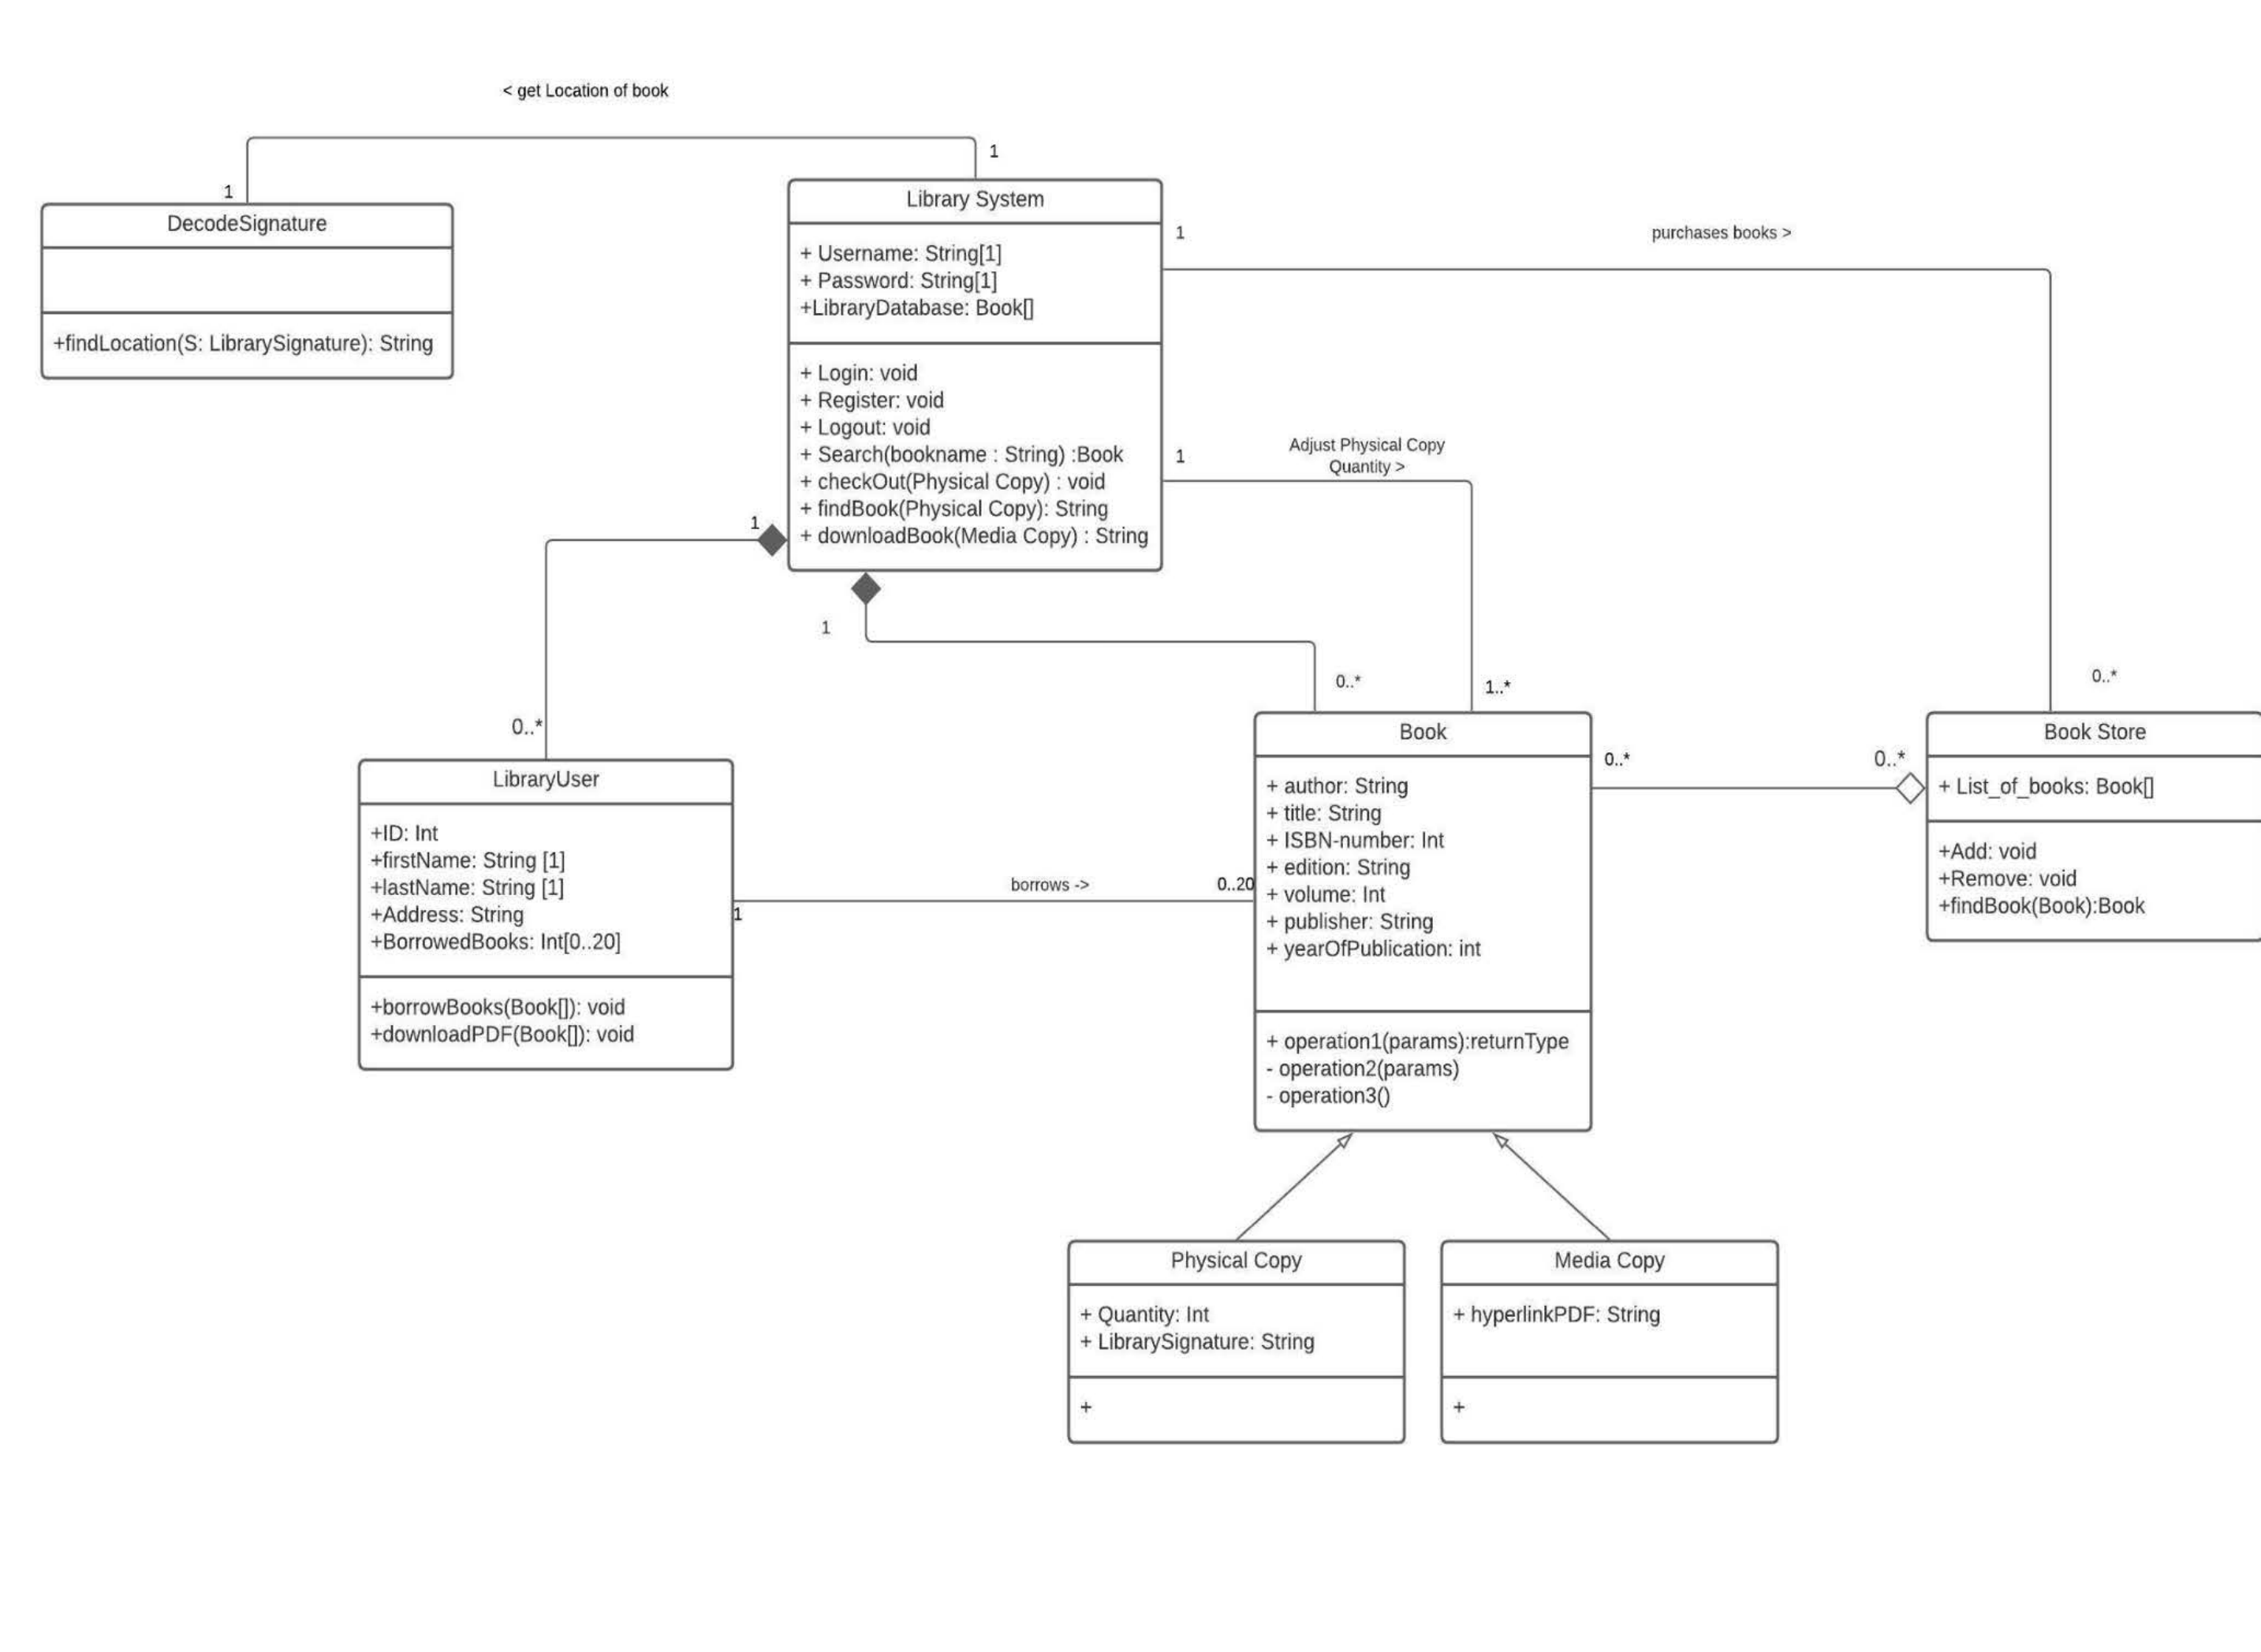 < get Location of book
1
1
DecodeSignature
+findLocation(S: LibrarySignature): String
Library System
+ Username: String[1]
+ Password: String[1]
+LibraryDatabase: Book[]
+ Login: void
+ Register: void
+ Logout: void
+ Search(bookname : String) :Book
+ checkOut(Physical Copy) : void
+ findBook(Physical Copy): String
+ downloadBook(Media Copy) : String
1
purchases books >
0..*
1
Adjust Physical Copy
Quantity >
1..*
1
0..*
1
0..*
LibraryUser
+ID: Int
+firstName: String [1]
+lastName: String [1]
+Address: String
+BorrowedBooks: Int[0..20]
+borrowBooks(Book[]): void
+downloadPDF(Book[]): void
1
borrows ->
0..20
Book
+ author: String
+ title: String
+ ISBN-number: Int
+ edition: String
+ volume: Int
+ publisher: String
+ yearOfPublication: int
+ operation1(params):returnType
- operation2(params)
- operation3()
0..*
0..*
Book Store
+ List_of_books: Book[]
+Add: void
+Remove: void
+findBook(Book):Book
Physical Copy
+ Quantity: Int
+ LibrarySignature: String
+
Media Copy
+ hyperlinkPDF: String
+